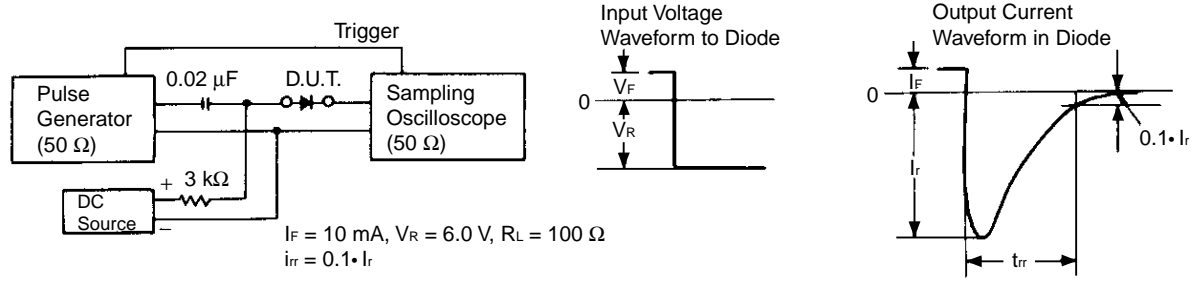 Trigger
0.02 μF
D.U.T.
Pulse
Generator
(50 Ω)
Sampling
Oscilloscope
(50 Ω)
+ 3 kΩ
DC
Source
–
IF = 10 mA, VR = 6.0 V, RL = 100 Ω
irr = 0.1• Ir
Input Voltage
Waveform to Diode
VF
0
VR
Output Current
Waveform in Diode
IF
0
0.1• Ir
Ir
trr